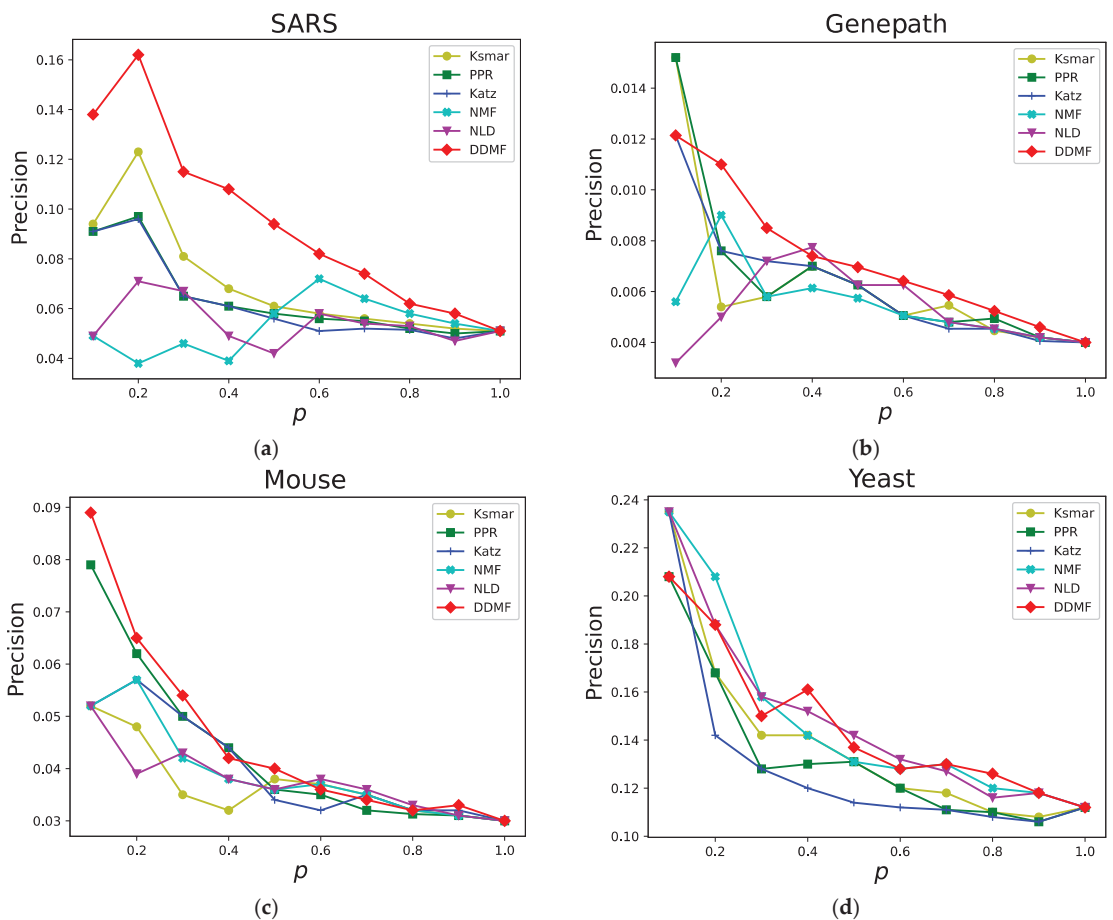 SARS
Precision
0.16
0.14
0.12
0.10
0.08
0.06
0.04
Ksmar
PPR
Katz
NMF
NLD
DDMF
0.2
0.4
0.6
0.8
1.0
p
(a)
Genepath
Precision
0.014
0.012
0.010
0.008
0.006
0.004
Ksmar
PPR
Katz
NMF
NLD
DDMF
0.2
0.4
0.6
0.8
1.0
p
(b)
Mouse
Precision
0.09
0.08
0.07
0.06
0.05
0.04
0.03
Ksmar
PPR
Katz
NMF
NLD
DDMF
0.2
0.4
0.6
0.8
1.0
p
(c)
Yeast
Precision
0.24
0.22
0.20
0.18
0.16
0.14
0.12
0.10
Ksmar
PPR
Katz
NMF
NLD
DDMF
0.2
0.4
0.6
0.8
1.0
p
(d)